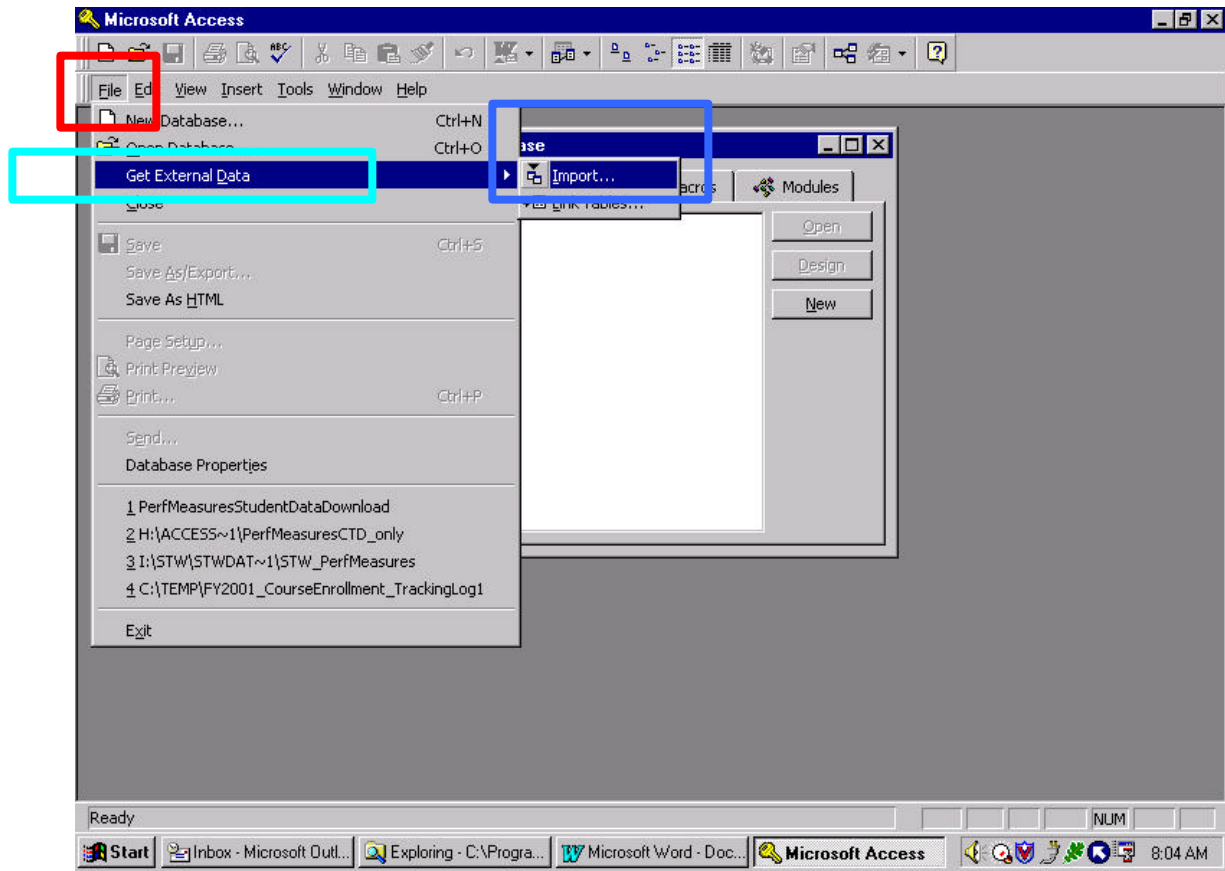 Microsoft Access
File Ed View Insert Tools Window Help
New Database... Ctrl+N
Open Database... Ctrl+O
Get External Data
Close
Save Ctrl+S
Save As/Export...
Save As HTML
Page Setup...
Print Preview
Print... Ctrl+P
Send...
Database Properties
1 PerfMeasuresStudentDataDownload
2 H:\ACCESS~1\PerfMeasuresCTD_only
3 I:\STW\STWDAT~1\STW_PerfMeasures
4 C:\TEMP\FY2001_CourseEnrollment_TrackingLog1
Exit
ase
Import...
Link Tables...
acros Modules
Open
Design
New
Ready NUM
Start Inbox - Microsoft Outl... Exploring - C:\Progra... Microsoft Word - Doc... Microsoft Access 8:04 AM